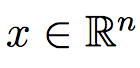 x ∈ ℝⁿ